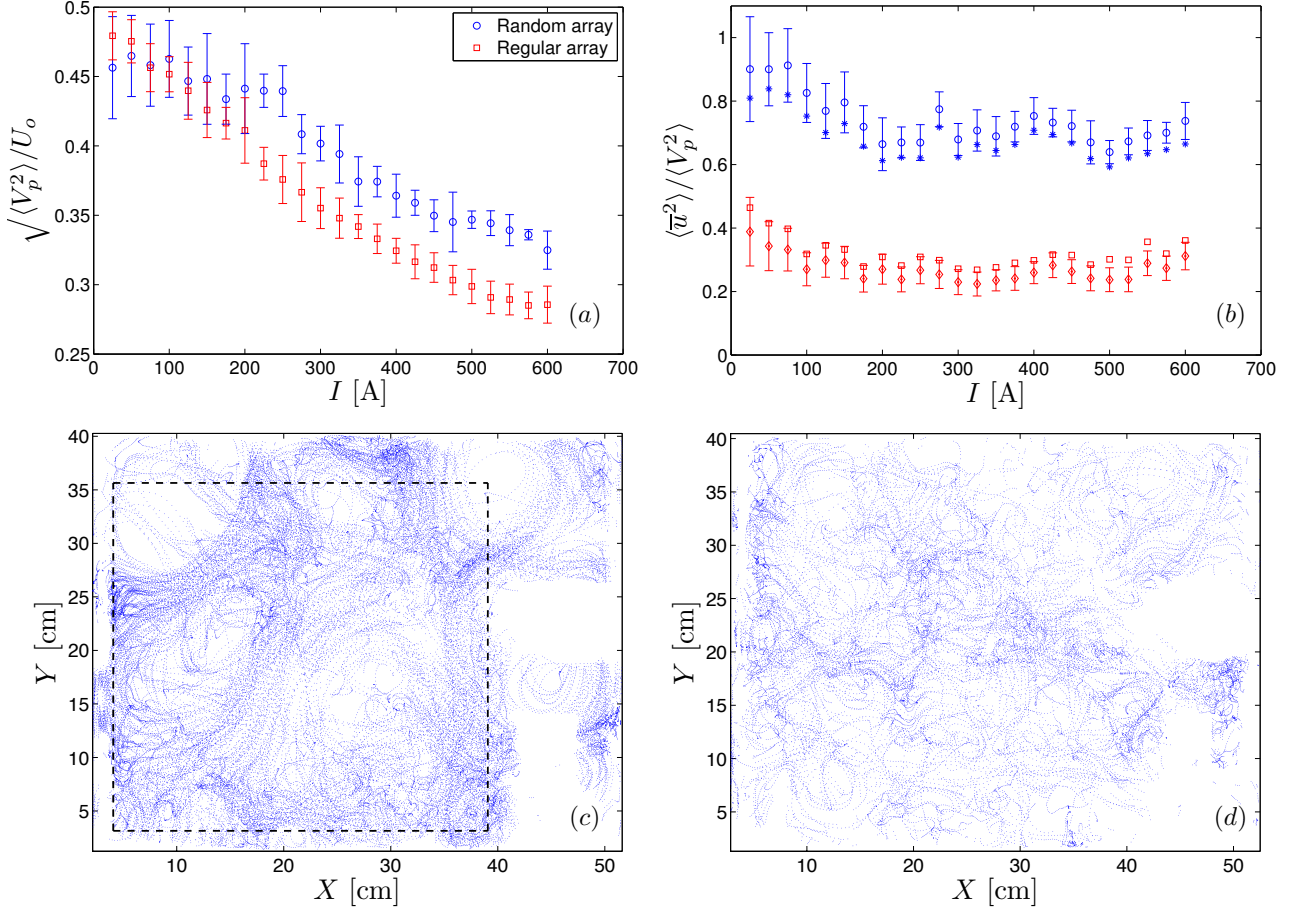 0.5
0.45
0.4
0.35
0.3
0.25
√⟨V_p^2⟩/U_o
Random array
Regular array
(a)
0 100 200 300 400 500 600 700
I [A]
1
0.8
0.6
0.4
0.2
0
⟨u̅^2⟩/⟨V_p^2⟩
(b)
0 100 200 300 400 500 600 700
I [A]
40
35
30
25
20
15
10
5
Y [cm]
(c)
10 20 30 40 50
X [cm]
40
35
30
25
20
15
10
5
Y [cm]
(d)
10 20 30 40 50
X [cm]